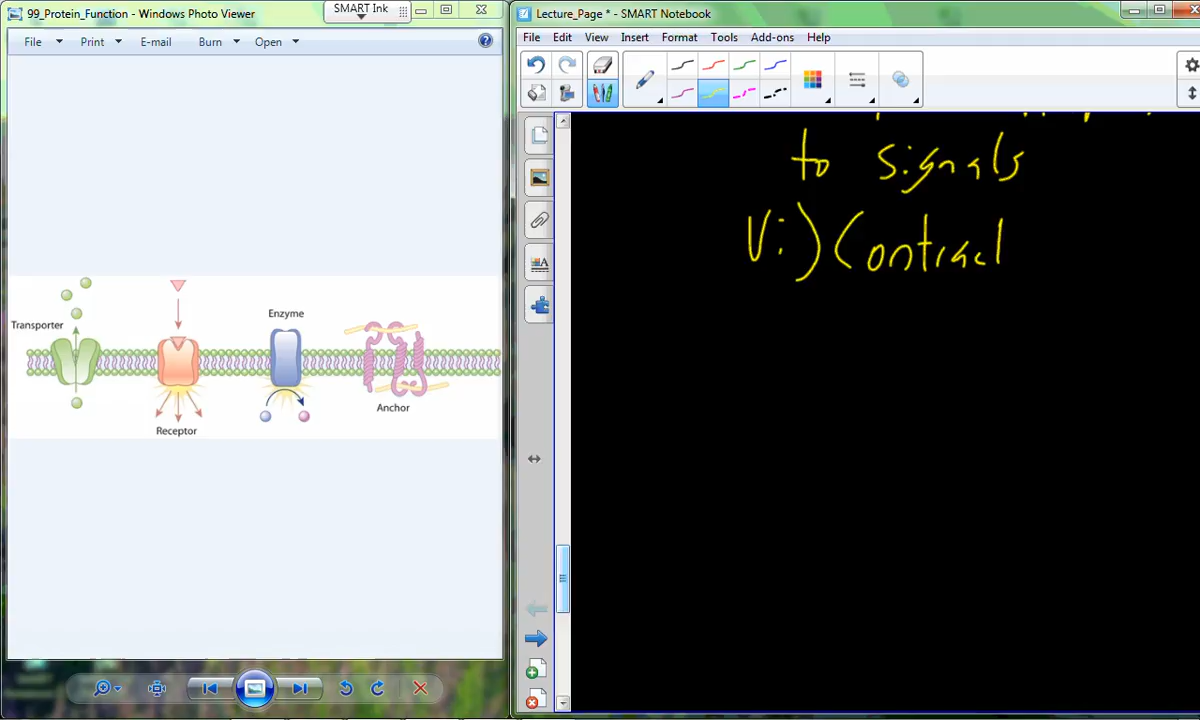 99_Protein_Function - Windows Photo Viewer
SMART Ink
File Print E-mail Burn Open
Transporter
Enzyme
Receptor
Anchor
Lecture_Page * - SMART Notebook
File Edit View Insert Format Tools Add-ons Help
to signals
Vi) Contract